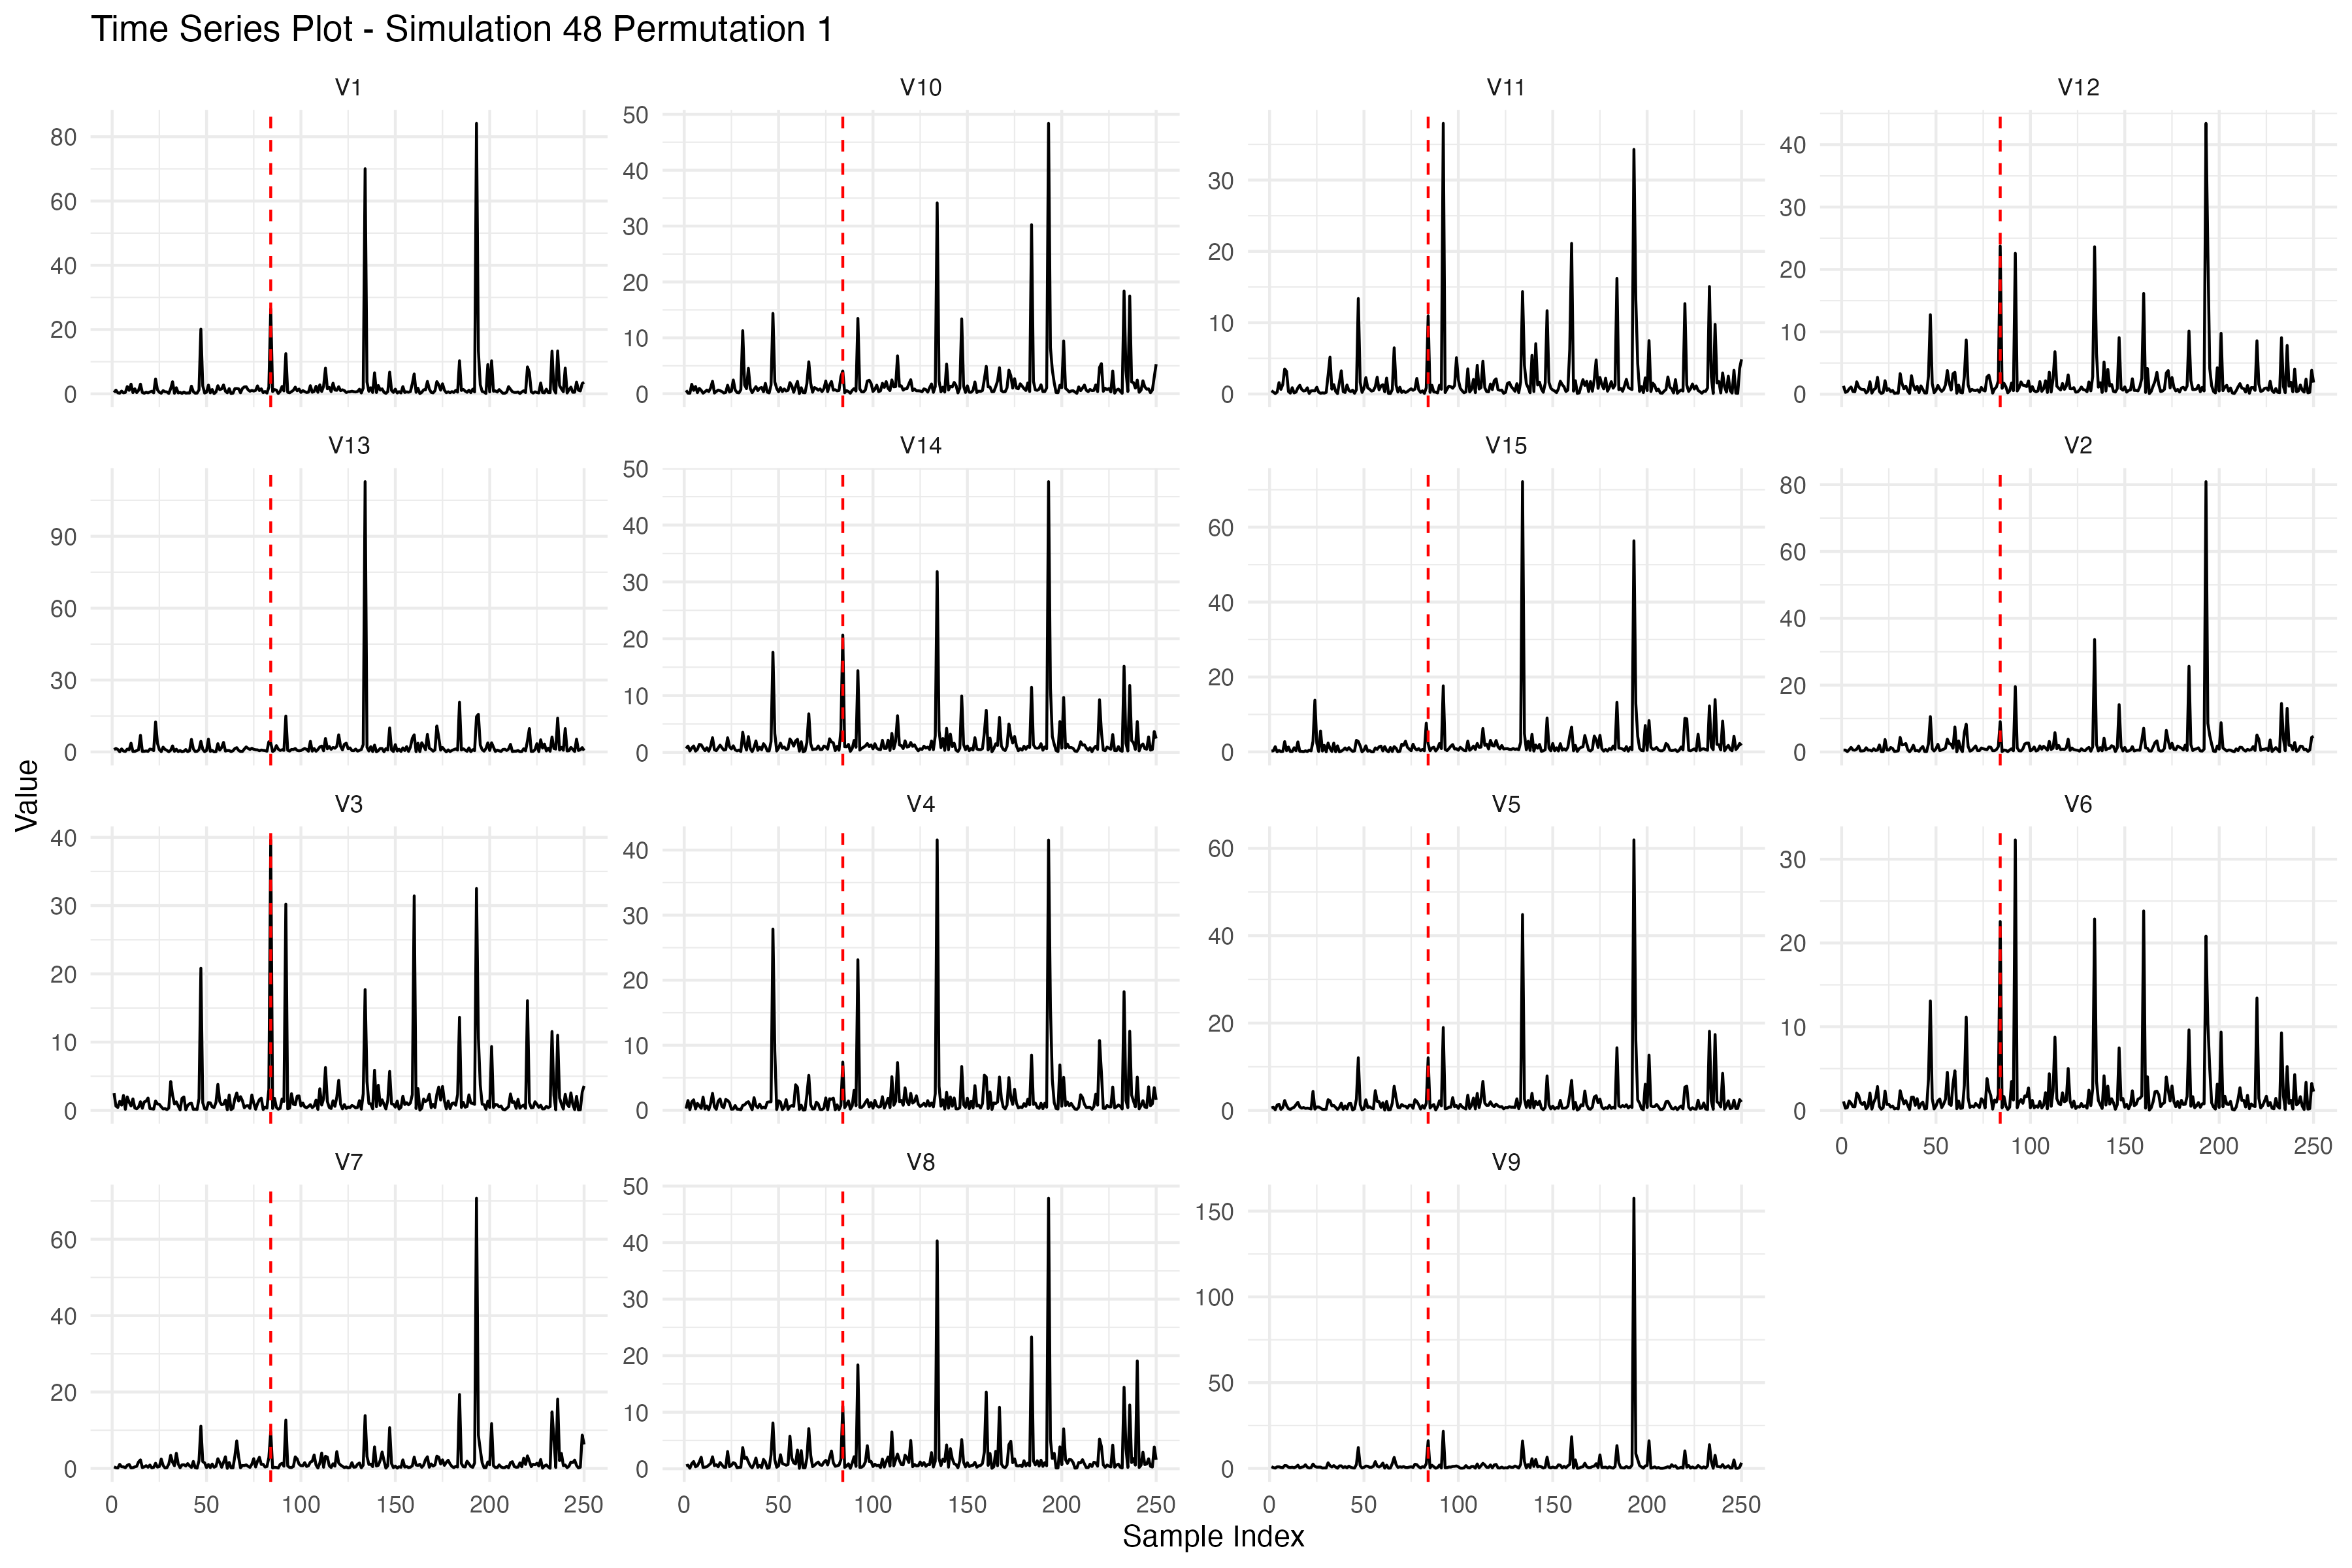 Time Series Plot - Simulation 48 Permutation 1
V1 V10 V11 V12
80 60 40 20 0
50 40 30 20 10 0
30 20 10 0
40 30 20 10 0
V13 V14 V15 V2
90 60 30 0
50 40 30 20 10 0
60 40 20 0
80 60 40 20 0
Value
V3 V4 V5 V6
40 30 20 10 0
40 30 20 10 0
60 40 20 0
30 20 10 0
0 50 100 150 200 250
V7 V8 V9
60 40 20 0
50 40 30 20 10 0
150 100 50 0
0 50 100 150 200 250
0 50 100 150 200 250
0 50 100 150 200 250
Sample Index